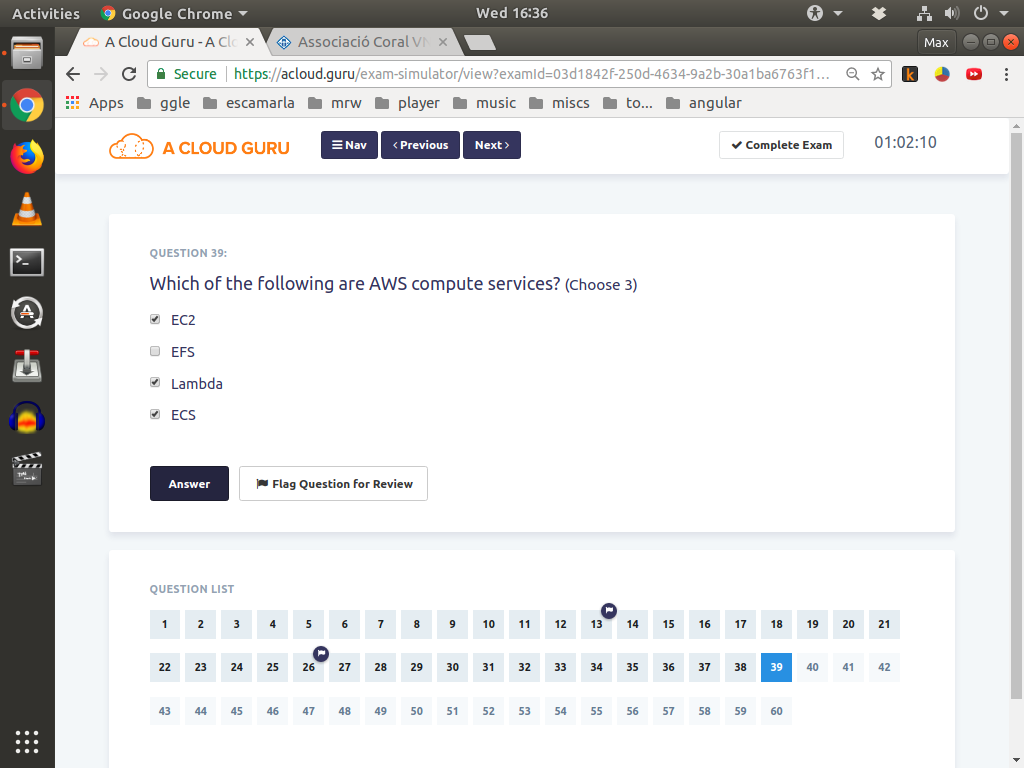 Activities Google Chrome Wed 16:36
A Cloud Guru - A Clo Associació Coral VM Max
Secure https://acloud.guru/exam-simulator/view?examId=03d1842f-250d-4634-9a2b-30a1ba6763f1...
Apps ggle escamarla mrw player music miscs to... angular
A CLOUD GURU Nav Previous Next Complete Exam 01:02:10
QUESTION 39:
Which of the following are AWS compute services? (Choose 3)
EC2
EFS
Lambda
ECS
Answer Flag Question for Review
QUESTION LIST
1 2 3 4 5 6 7 8 9 10 11 12 13 14 15 16 17 18 19 20 21
22 23 24 25 26 27 28 29 30 31 32 33 34 35 36 37 38 39 40 41 42
43 44 45 46 47 48 49 50 51 52 53 54 55 56 57 58 59 60